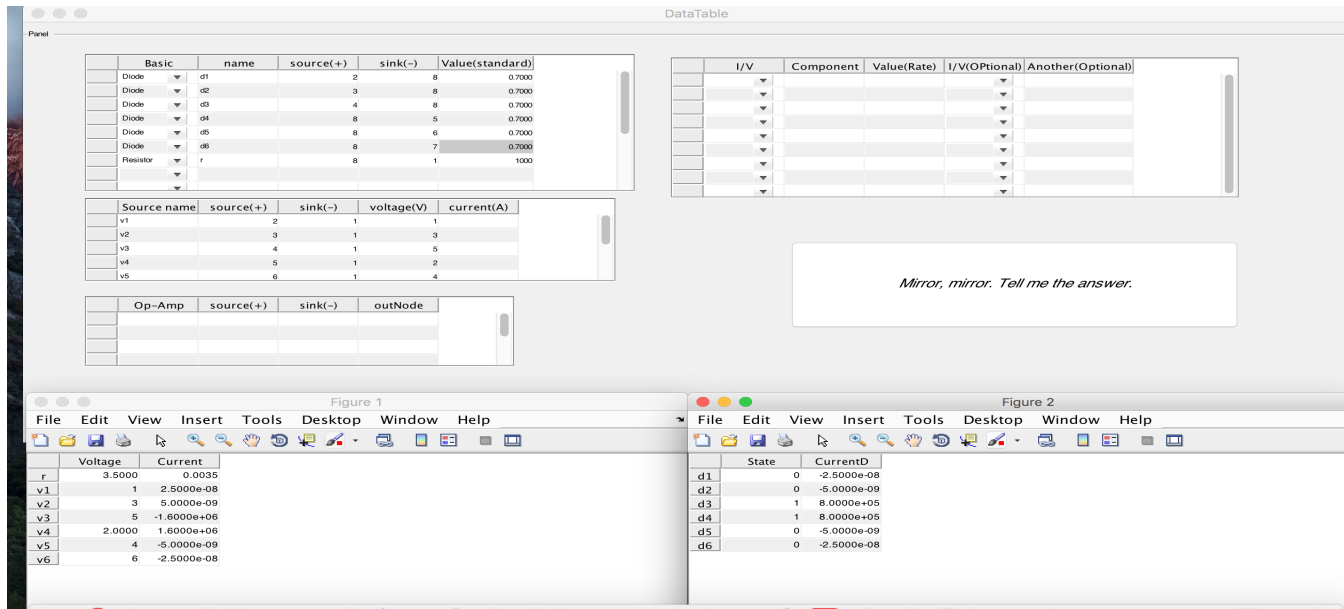 DataTable
Panel
Basic name source(+) sink(-) Value(standard)
Diode d1 2 8 0.7000
Diode d2 3 8 0.7000
Diode d3 4 8 0.7000
Diode d4 8 5 0.7000
Diode d5 8 6 0.7000
Diode d6 8 7 0.7000
Resistor r 8 1 1000
I/V Component Value(Rate) I/V(OPtional) Another(Optional)
Source name source(+) sink(-) voltage(V) current(A)
v1 2 1 1
v2 3 1 3
v3 4 1 5
v4 5 1 2
v5 6 1 4
Mirror, mirror. Tell me the answer.
Op-Amp source(+) sink(-) outNode
Figure 1
File Edit View Insert Tools Desktop Window Help
Voltage Current
r 3.5000 0.0035
v1 1 2.5000e-08
v2 3 5.0000e-09
v3 5 -1.6000e+06
v4 2.0000 1.6000e+06
v5 4 -5.0000e-09
v6 6 -2.5000e-08
Figure 2
File Edit View Insert Tools Desktop Window Help
State CurrentD
d1 0 -2.5000e-08
d2 0 -5.0000e-09
d3 1 8.0000e+05
d4 1 8.0000e+05
d5 0 -5.0000e-09
d6 0 -2.5000e-08